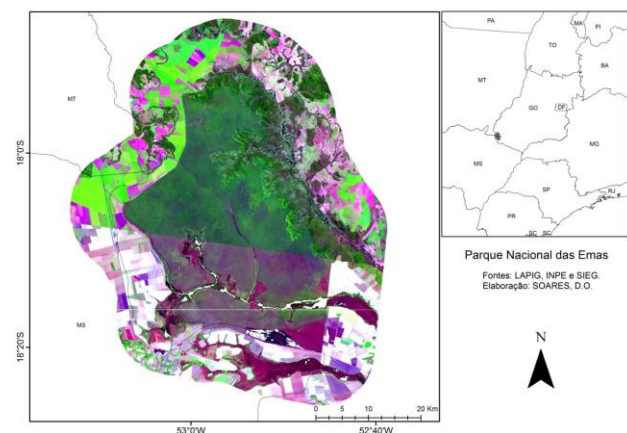 MT
MS
18°0'S
18°20'S
53°0'W
52°40'W
0 5 10 20 Km
PA
MA
PI
TO
BA
MT
GO
DF
MG
MS
SP
RJ
PR
SC
SC
Parque Nacional das Emas
Fontes: LAPIG, INPE e SIEG.
Elaboração: SOARES, D.O.
N